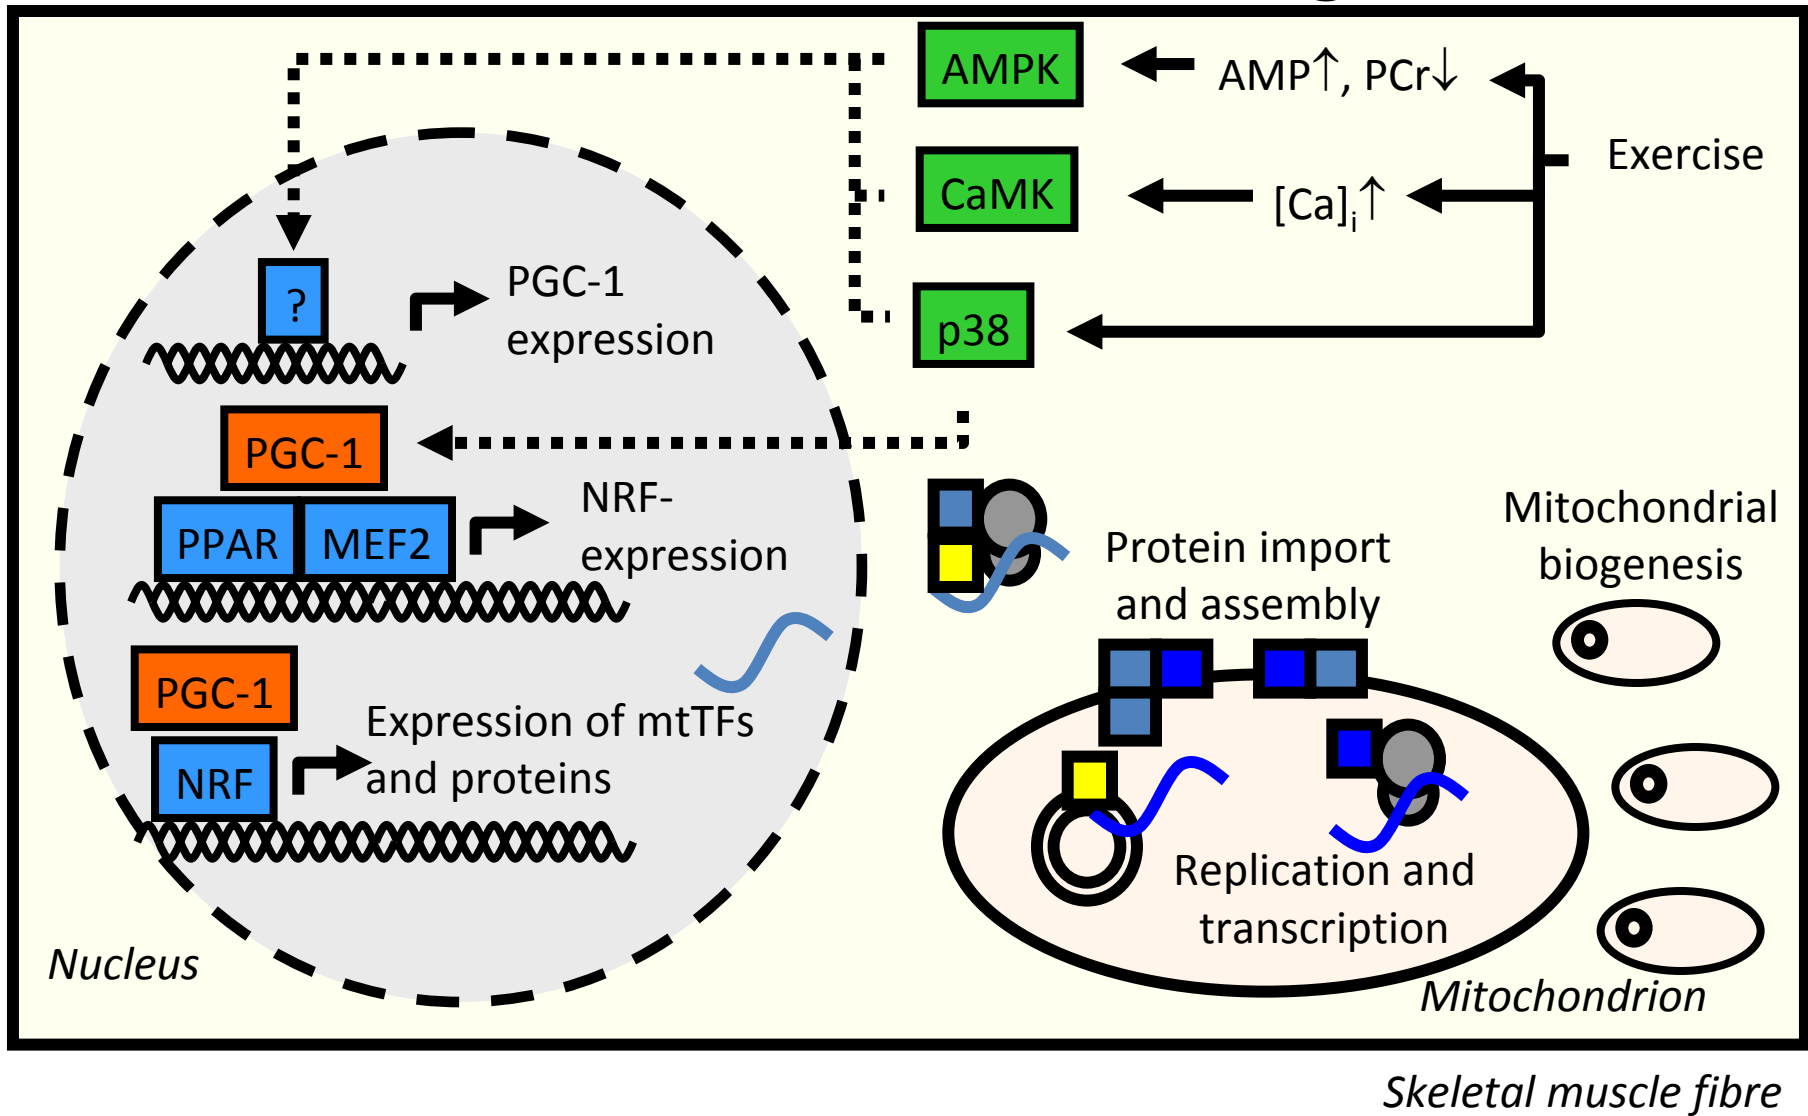 AMPK
AMP↑, PCr↓
Exercise
CaMK
[Ca]i↑
p38
?
PGC-1
expression
PGC-1
PPAR
MEF2
NRF-
expression
PGC-1
NRF
Expression of mtTFs
and proteins
Nucleus
Protein import
and assembly
Mitochondrial
biogenesis
Replication and
transcription
Mitochondrion
Skeletal muscle fibre